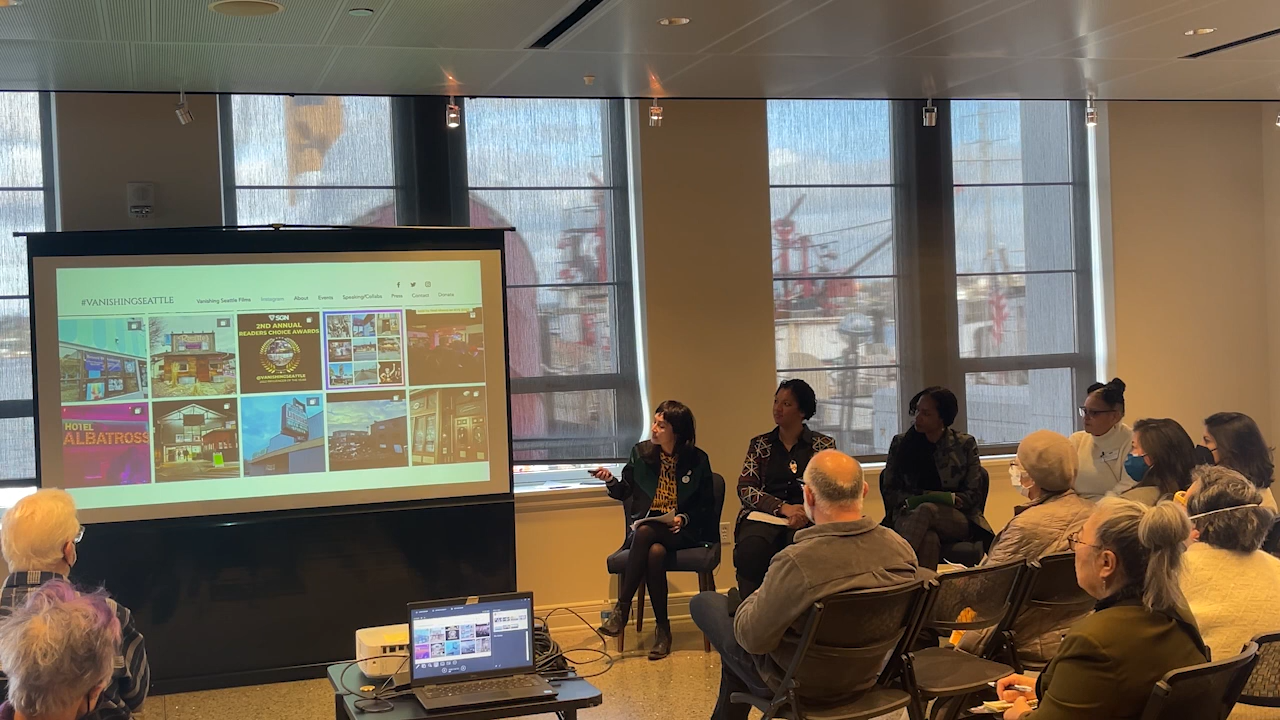 #VANISHINGSEATTLE
Vanishing Seattle Films Instagram About Events Speaking/Collabs Press Contact Donate
SGN
2ND ANNUAL
READERS CHOICE AWARDS
@VANISHINGSEATTLE
HOTEL
ALBATROSS